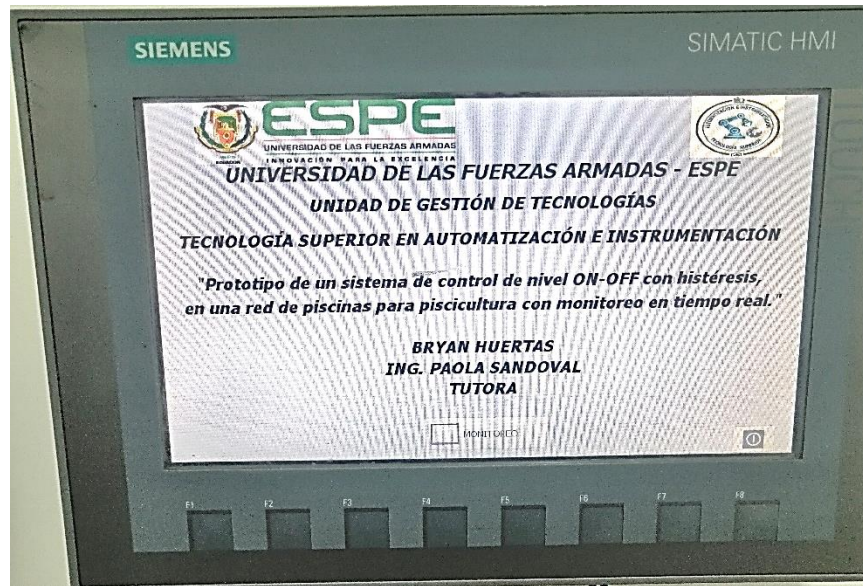 SIEMENS
SIMATIC HMI
ESPE
UNIVERSIDAD DE LAS FUERZAS ARMADAS
INNOVACIÓN PARA LA EXCELENCIA
UNIVERSIDAD DE LAS FUERZAS ARMADAS - ESPE
UNIDAD DE GESTIÓN DE TECNOLOGÍAS
TECNOLOGÍA SUPERIOR EN AUTOMATIZACIÓN E INSTRUMENTACIÓN
"Prototipo de un sistema de control de nivel ON-OFF con histéresis,
en una red de piscinas para piscicultura con monitoreo en tiempo real."
BRYAN HUERTAS
ING. PAOLA SANDOVAL
TUTORA
MONITOREO
F1 F2 F3 F4 F5 F6 F7 F8